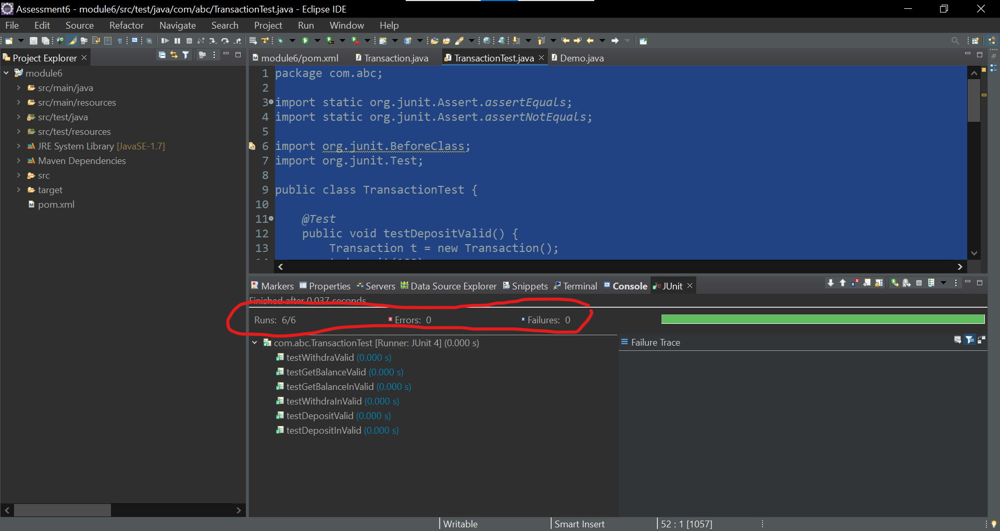 Assessment6 - module6/src/test/java/com/abc/TransactionTest.java - Eclipse IDE
File Edit Source Refactor Navigate Search Project Run Window Help
Project Explorer
module6
src/main/java
src/main/resources
src/test/java
src/test/resources
JRE System Library [JavaSE-1.7]
Maven Dependencies
src
target
pom.xml
module6/pom.xml Transaction.java TransactionTest.java Demo.java
1 package com.abc;
2
3 import static org.junit.Assert.assertEquals;
4 import static org.junit.Assert.assertNotEquals;
5
6 import org.junit.BeforeClass;
7 import org.junit.Test;
8
9 public class TransactionTest {
10
11 @Test
12 public void testDepositValid() {
13 Transaction t = new Transaction();
Markers Properties Servers Data Source Explorer Snippets Terminal Console JUnit
Finished after 0.037 seconds
Runs: 6/6 Errors: 0 Failures: 0
com.abc.TransactionTest [Runner: JUnit 4] (0.000 s)
testWithdraValid (0.000 s)
testGetBalanceValid (0.000 s)
testGetBalanceInValid (0.000 s)
testWithdraInValid (0.000 s)
testDepositValid (0.000 s)
testDepositInValid (0.000 s)
Failure Trace
Writable Smart Insert 52 : 1 [1057]